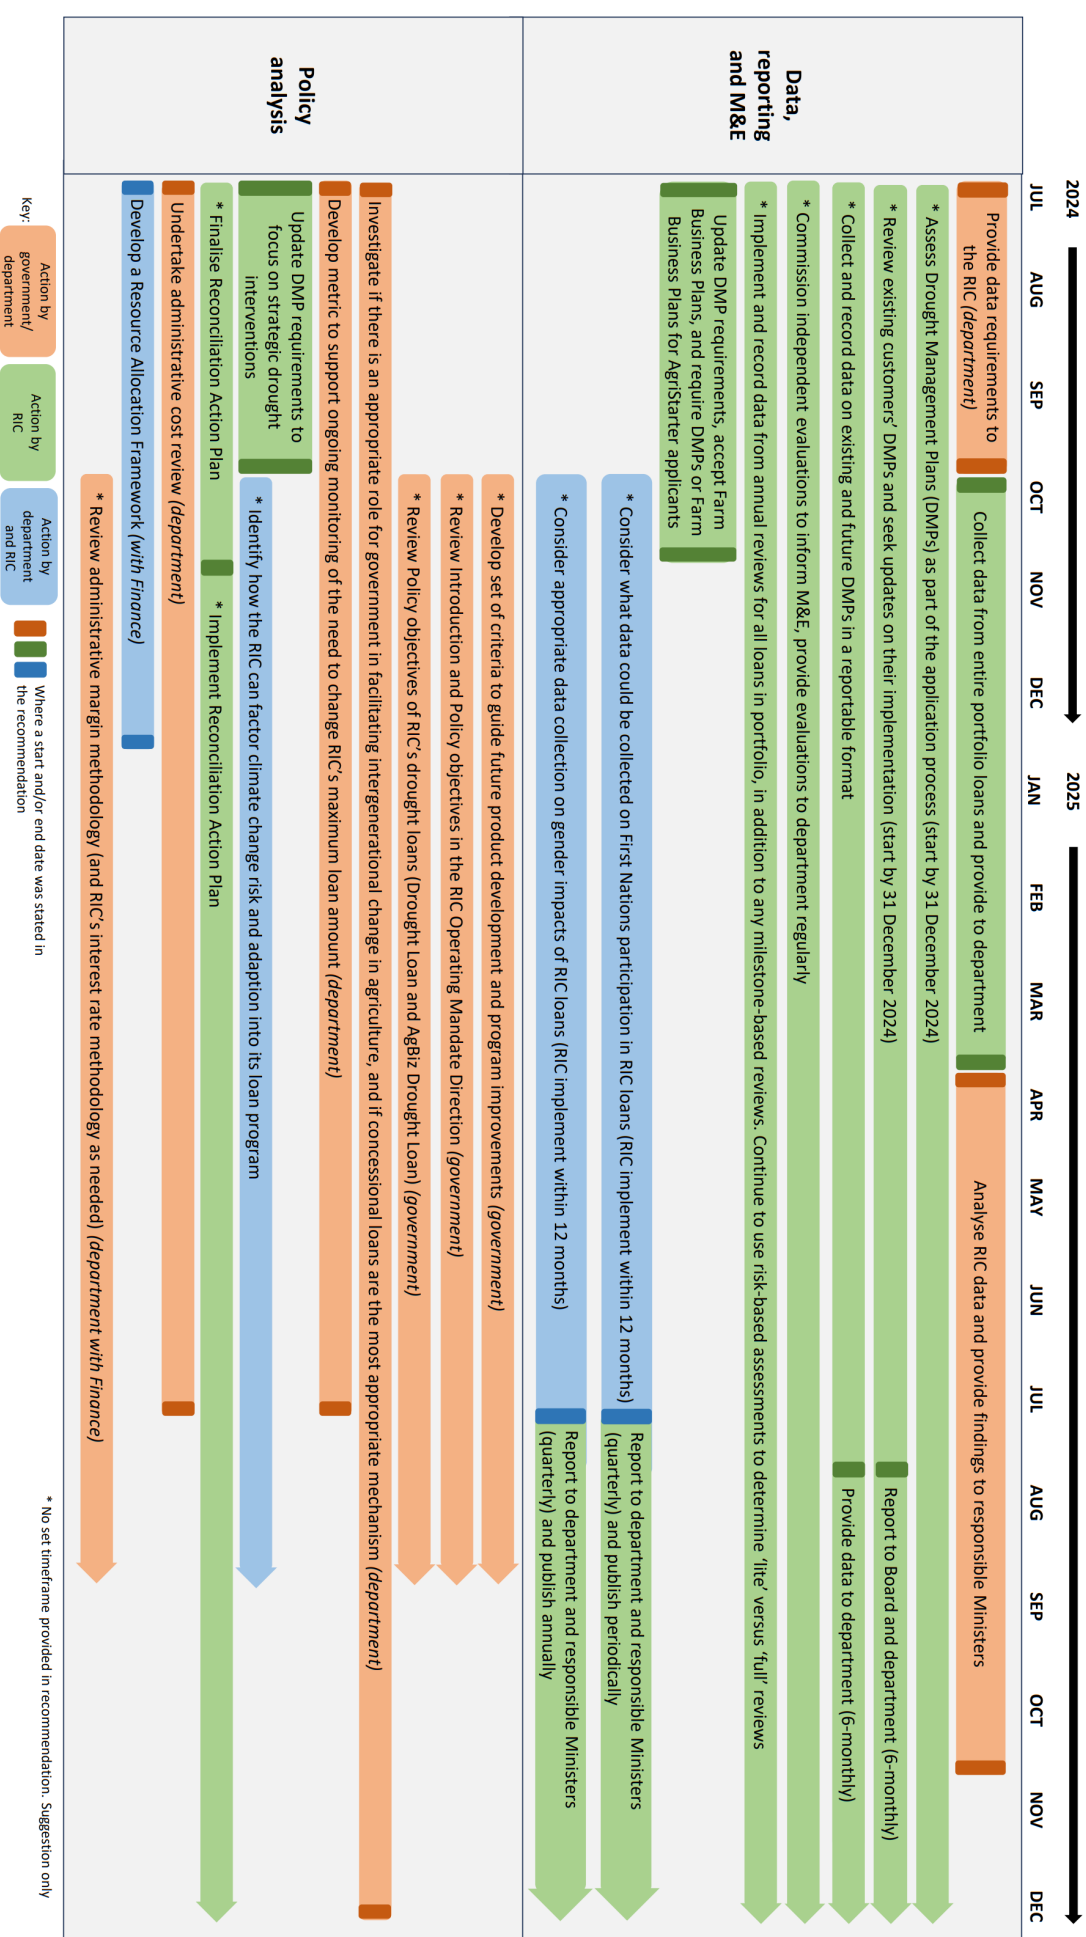 2024
2025
JUL
AUG
SEP
OCT
NOV
DEC
JAN
FEB
MAR
APR
MAY
JUN
JUL
AUG
SEP
OCT
NOV
DEC
Data,
reporting
and M&E
Provide data requirements to
the RIC (department)
Collect data from entire portfolio loans and provide to department
Analyse RIC data and provide findings to responsible Ministers
* Assess Drought Management Plans (DMPs) as part of the application process (start by 31 December 2024)
* Review existing customers’ DMPs and seek updates on their implementation (start by 31 December 2024)
Report to Board and department (6-monthly)
* Collect and record data on existing and future DMPs in a reportable format
Provide data to department (6-monthly)
* Commission independent evaluations to inform M&E, provide evaluations to department regularly
* Implement and record data from annual reviews for all loans in portfolio, in addition to any milestone-based reviews. Continue to use risk-based assessments to determine ‘lite’ versus ‘full’ reviews
Update DMP requirements, accept Farm
Business Plans, and require DMPs or Farm
Business Plans for AgriStarter applicants
* Consider what data could be collected on First Nations participation in RIC loans (RIC implement within 12 months)
Report to department and responsible Ministers
(quarterly) and publish periodically
* Consider appropriate data collection on gender impacts of RIC loans (RIC implement within 12 months)
Report to department and responsible Ministers
(quarterly) and publish annually
Policy
analysis
* Develop set of criteria to guide future product development and program improvements (government)
* Review Introduction and Policy objectives in the RIC Operating Mandate Direction (government)
* Review Policy objectives of RIC’s drought loans (Drought Loan and AgBiz Drought Loan) (government)
Investigate if there is an appropriate role for government in facilitating intergenerational change in agriculture, and if concessional loans are the most appropriate mechanism (department)
Develop metric to support ongoing monitoring of the need to change RIC’s maximum loan amount (department)
Update DMP requirements to
focus on strategic drought
interventions
* Identify how the RIC can factor climate change risk and adaption into its loan program
* Finalise Reconciliation Action Plan
* Implement Reconciliation Action Plan
Undertake administrative cost review (department)
Develop a Resource Allocation Framework (with Finance)
* Review administrative margin methodology (and RIC’s interest rate methodology as needed) (department with Finance)
Key:
Action by
government/
department
Action by
RIC
Action by
department
and RIC
Where a start and/or end date was stated in
the recommendation
* No set timeframe provided in recommendation. Suggestion only